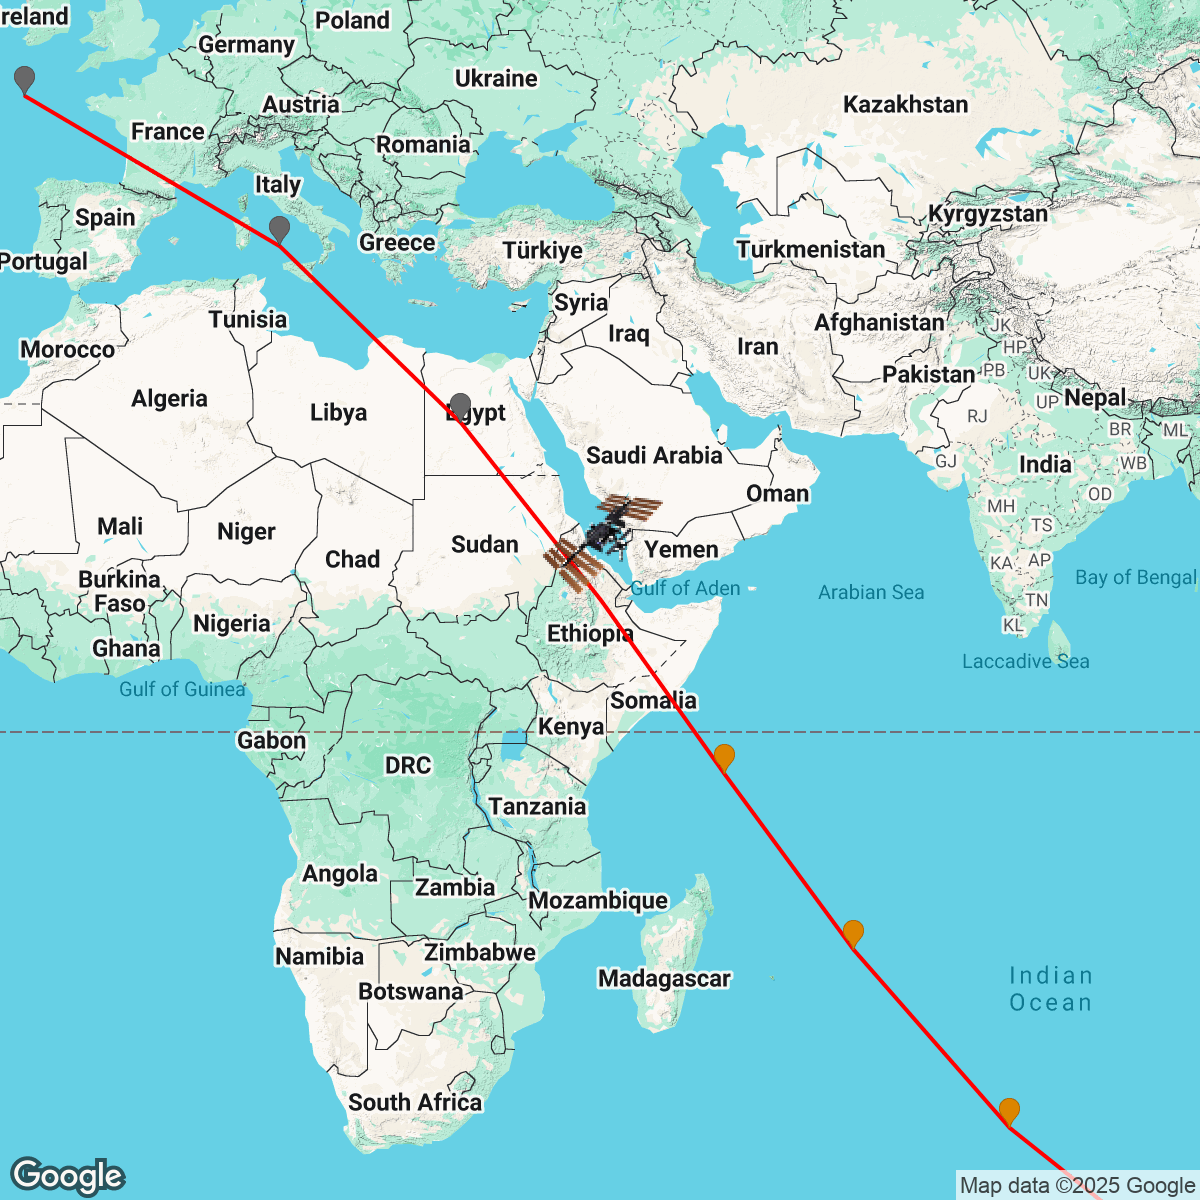 reland
Poland
Germany
Ukraine
Kazakhstan
Austria
France
Romania
Italy
Kyrgyzstan
Spain
Greece
Türkiye
Turkmenistan
Portugal
Syria
Tunisia
Afghanistan
JK
Iraq
Iran
HP
Morocco
Pakistan
PB
UK
Algeria
Libya
Egypt
UP
Nepal
RJ
BR
ML
Saudi Arabia
GJ
India
WB
Oman
OD
MH
Mali
Niger
TS
Sudan
Yemen
Chad
KA
AP
Burkina
Faso
Gulf of Aden
Arabian Sea
Bay of Bengal
TN
Nigeria
KL
Ethiopia
Ghana
Laccadive Sea
Gulf of Guinea
Somalia
Kenya
Gabon
DRC
Tanzania
Angola
Zambia
Mozambique
Zimbabwe
Namibia
Madagascar
Indian
Ocean
Botswana
South Africa
Google
Map data ©2025 Google